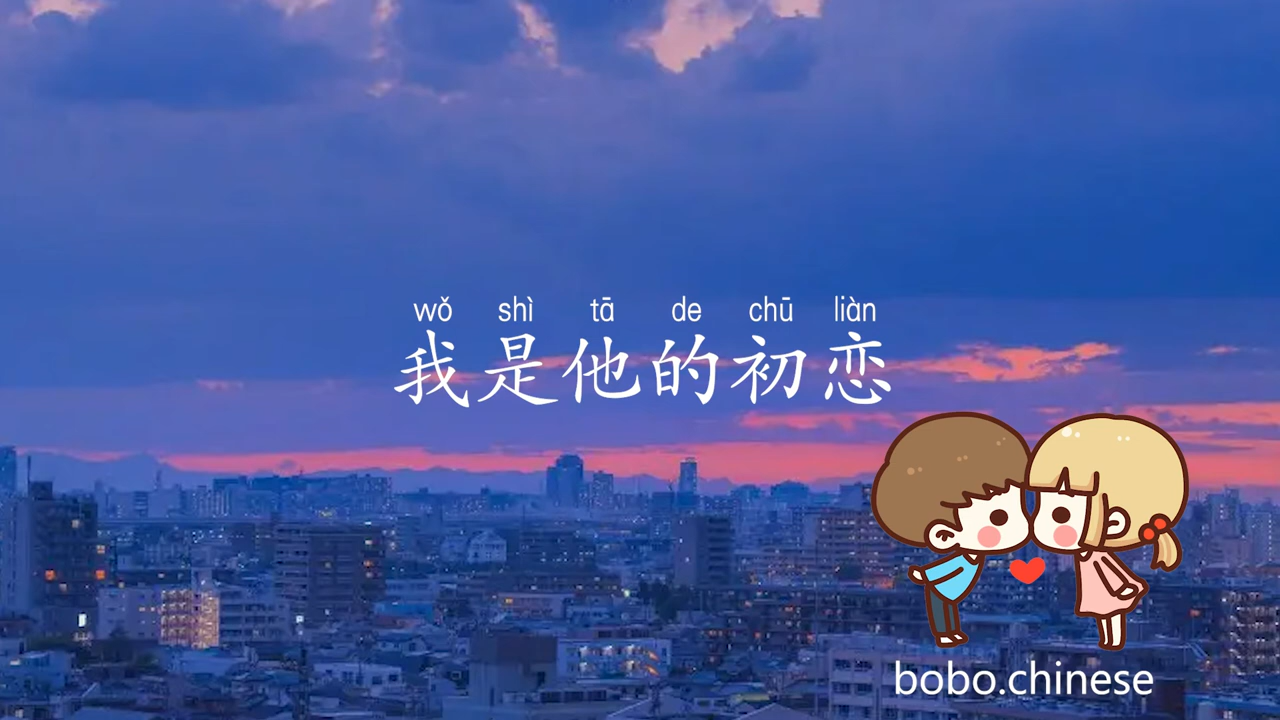 wǒ shì tā de chū liàn
我是他的初恋
bobo.chinese